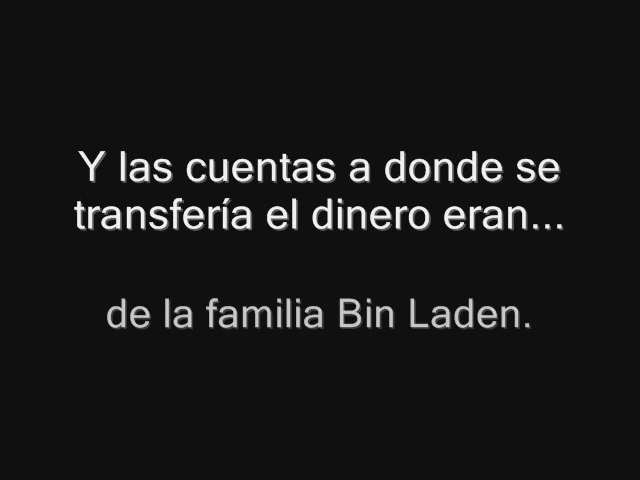 Y las cuentas a donde se
transfería el dinero eran...
de la familia Bin Laden.